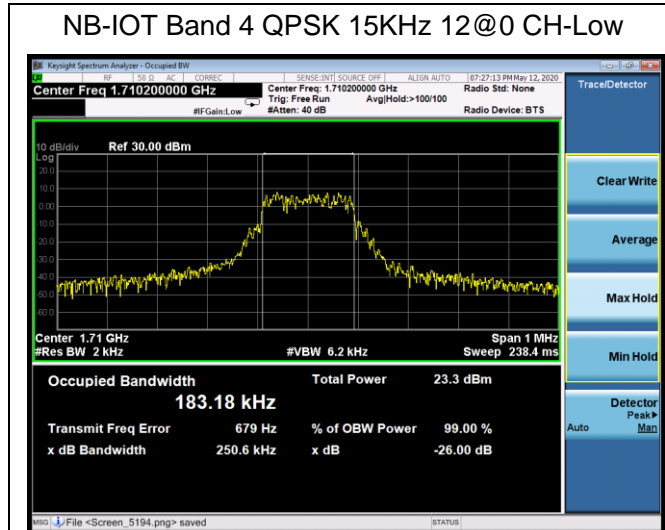 NB-IOT Band 4 QPSK 15KHz 12@0 CH-Low
Keysight Spectrum Analyzer - Occupied BW
RF 50 Ω AC CORREC SENSE:INT SOURCE OFF ALIGN AUTO 07:27:13 PM May 12, 2020
Center Freq 1.710200000 GHz
Center Freq: 1.710200000 GHz
Radio Std: None
Trig: Free Run Avg|Hold:>100/100
#IFGain:Low #Atten: 40 dB Radio Device: BTS
Trace/Detector
10 dB/div Ref 30.00 dBm
Log
20.0
10.0
0.00
-10.0
-20.0
-30.0
-40.0
-50.0
-60.0
Center 1.71 GHz Span 1 MHz
#Res BW 2 kHz #VBW 6.2 kHz Sweep 238.4 ms
Occupied Bandwidth Total Power 23.3 dBm
183.18 kHz
Transmit Freq Error 679 Hz % of OBW Power 99.00 %
x dB Bandwidth 250.6 kHz x dB -26.00 dB
Clear Write
Average
Max Hold
Min Hold
Detector
Peak▶
Auto Man
MSG File <Screen_5194.png> saved STATUS